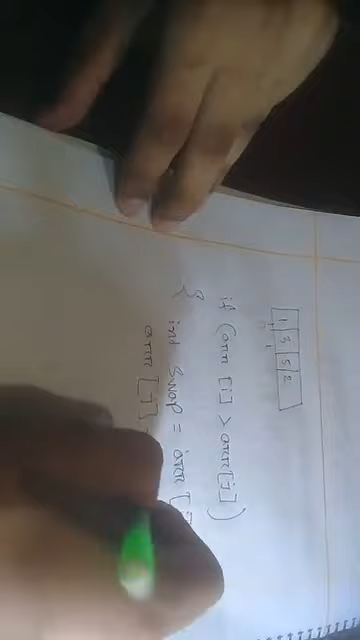 1 3 5 2
if (arr [i] > arr[j])
{ int swap = arr [
arr [j]